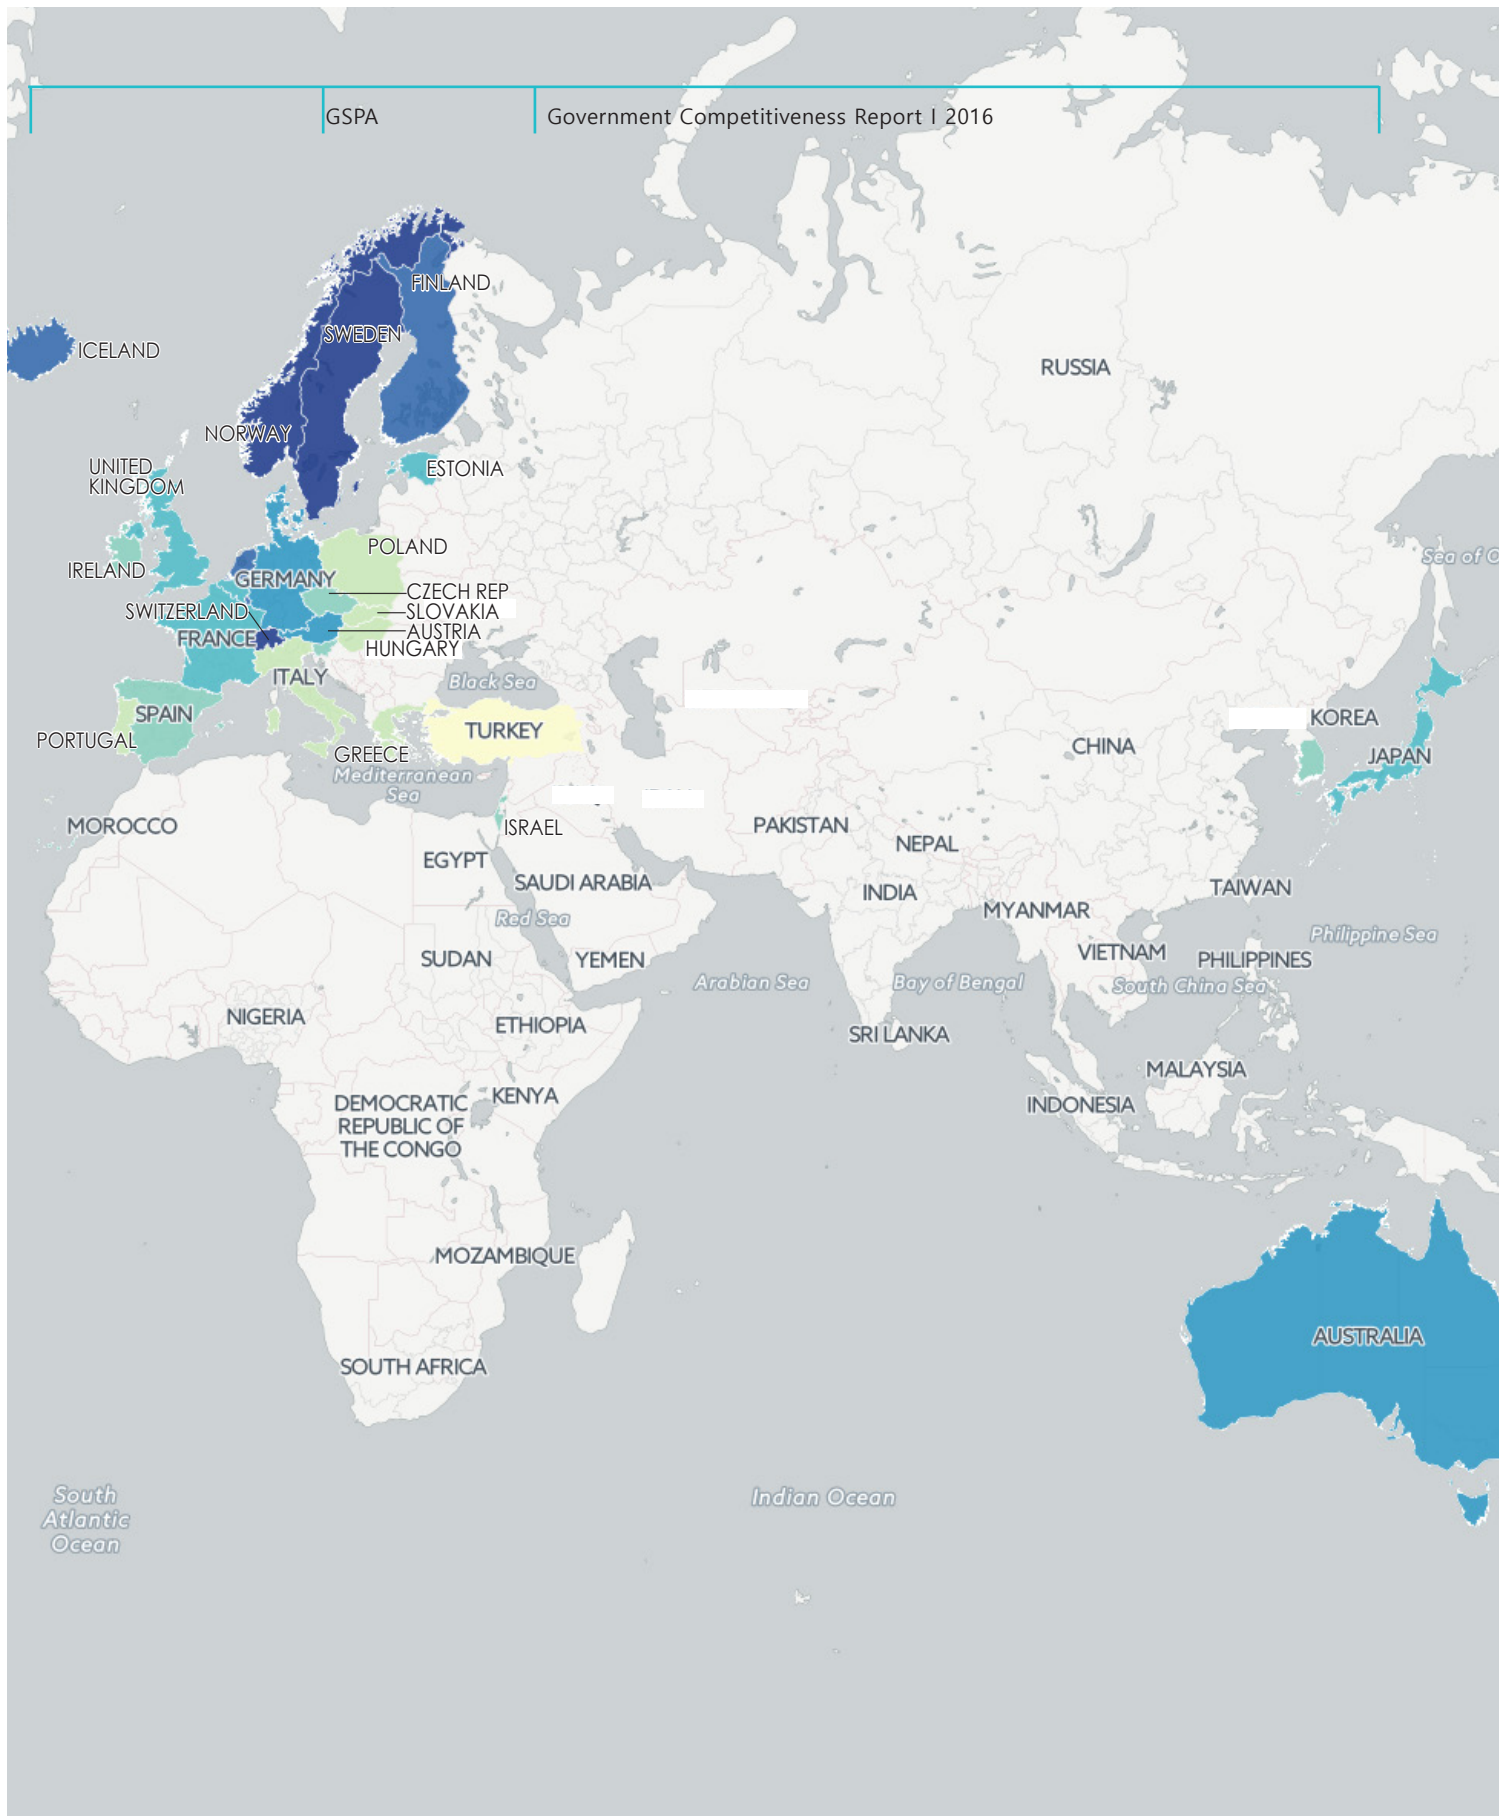 GSPA
Government Competitiveness Report I 2016
FINLAND
SWEDEN
ICELAND
RUSSIA
NORWAY
UNITED
KINGDOM
ESTONIA
POLAND
IRELAND
GERMANY
CZECH REP
SWITZERLAND
SLOVAKIA
AUSTRIA
FRANCE
HUNGARY
ITALY
Black Sea
SPAIN
TURKEY
KOREA
PORTUGAL
GREECE
CHINA
JAPAN
Mediterranean
Sea
MOROCCO
ISRAEL
PAKISTAN
NEPAL
EGYPT
SAUDI ARABIA
INDIA
TAIWAN
MYANMAR
Red Sea
Philippine Sea
SUDAN
YEMEN
VIETNAM
PHILIPPINES
Arabian Sea
Bay of Bengal
South China Sea
NIGERIA
ETHIOPIA
SRI LANKA
MALAYSIA
KENYA
DEMOCRATIC
REPUBLIC OF
THE CONGO
INDONESIA
MOZAMBIQUE
AUSTRALIA
SOUTH AFRICA
South
Atlantic
Ocean
Indian Ocean
Sea of O